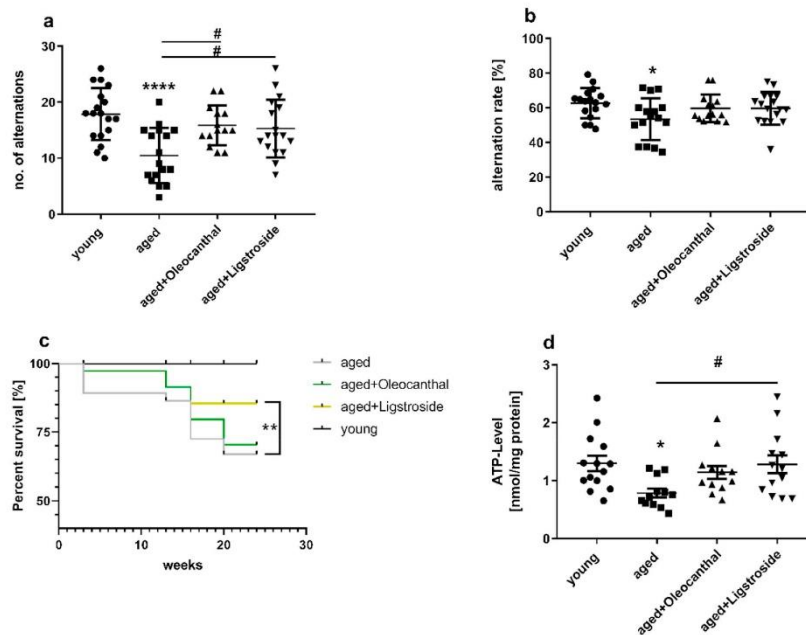 a
#
#
****
30
20
10
0
no. of alternations
young
aged
aged+Oleocanthal
aged+Ligstroside
b
*
100
80
60
40
20
0
alternation rate [%]
young
aged
aged+Oleocanthal
aged+Ligstroside
c
100
75
50
Percent survival [%]
0
10
20
30
weeks
**
aged
aged+Oleocanthal
aged+Ligstroside
young
d
#
*
3
2
1
0
ATP-Level
[nmol/mg protein]
young
aged
aged+Oleocanthal
aged+Ligstroside